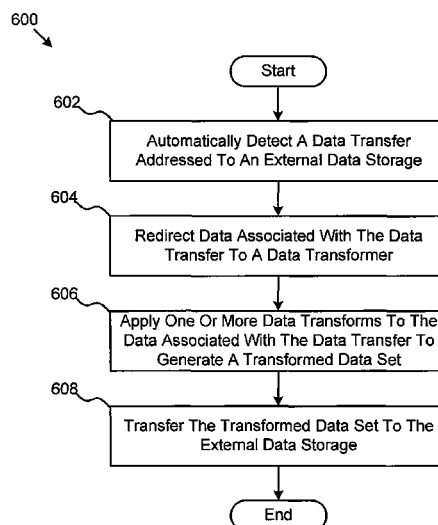 600
Start
602
Automatically Detect A Data Transfer
Addressed To An External Data Storage
604
Redirect Data Associated With The Data
Transfer To A Data Transformer
606
Apply One Or More Data Transforms To The
Data Associated With The Data Transfer To
Generate A Transformed Data Set
608
Transfer The Transformed Data Set To The
External Data Storage
End